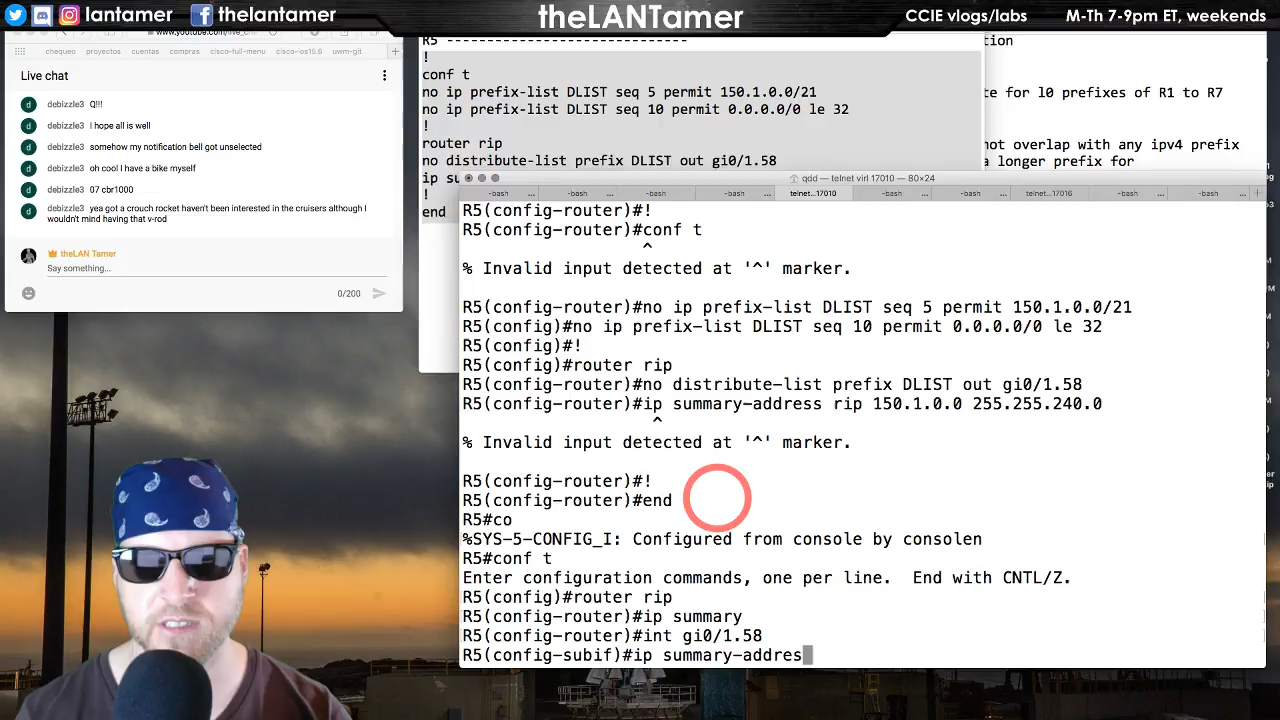 lantamer
thelantamer
theLANTamer
CCIE vlogs/labs
M-Th 7-9pm ET, weekends
chequeo
proyectos
cuentas
compras
cisco-full-menu
cisco-ios15.6
uwm-git
Live chat
debizzle3 Q!!!
debizzle3 I hope all is well
debizzle3 somehow my notification bell got unselected
debizzle3 oh cool I have a bike myself
debizzle3 07 cbr1000
debizzle3 yea got a crouch rocket haven't been interested in the cruisers although I
wouldn't mind having that v-rod
theLAN Tamer
Say something...
0/200
R5 -------------------------------
!
conf t
no ip prefix-list DLIST seq 5 permit 150.1.0.0/21
no ip prefix-list DLIST seq 10 permit 0.0.0.0/0 le 32
!
router rip
no distribute-list prefix DLIST out gi0/1.58
ip su
!
end
tion
te for l0 prefixes of R1 to R7
not overlap with any ipv4 prefix
a longer prefix for
qdd — telnet virl 17010 — 80×24
-bash ...
-bash ...
-bash ...
-bash ...
telnet...17010
-bash ...
telnet...17016
-bash ...
-bash ...
R5(config-router)#!
R5(config-router)#conf t
^
% Invalid input detected at '^' marker.
R5(config-router)#no ip prefix-list DLIST seq 5 permit 150.1.0.0/21
R5(config)#no ip prefix-list DLIST seq 10 permit 0.0.0.0/0 le 32
R5(config)#!
R5(config)#router rip
R5(config-router)#no distribute-list prefix DLIST out gi0/1.58
R5(config-router)#ip summary-address rip 150.1.0.0 255.255.240.0
^
% Invalid input detected at '^' marker.
R5(config-router)#!
R5(config-router)#end
R5#co
%SYS-5-CONFIG_I: Configured from console by consolen
R5#conf t
Enter configuration commands, one per line.  End with CNTL/Z.
R5(config)#router rip
R5(config-router)#ip summary
R5(config-router)#int gi0/1.58
R5(config-subif)#ip summary-addres